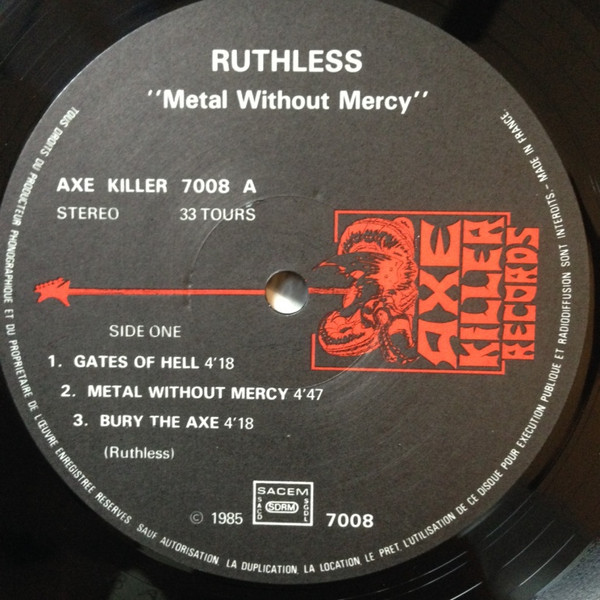 RUTHLESS
"Metal Without Mercy"
AXE KILLER 7008 A
STEREO 33 TOURS
AXE
KILLER
RECORDS
SIDE ONE
1. GATES OF HELL 4'18
2. METAL WITHOUT MERCY 4'47
3. BURY THE AXE 4'18
(Ruthless)
© 1985
SACEM
SACD
SDRM
SGDL
7008
TOUS DROITS DU PRODUCTEUR PHONOGRAPHIQUE ET DU PROPRIETAIRE DE L'ŒUVRE ENREGISTREE RESERVES. SAUF AUTORISATION, LA DUPLICATION, LA LOCATION, LE PRET, L'UTILISATION DE CE DISQUE POUR EXECUTION PUBLIQUE ET RADIODIFFUSION SONT INTERDITS. - MADE IN FRANCE.